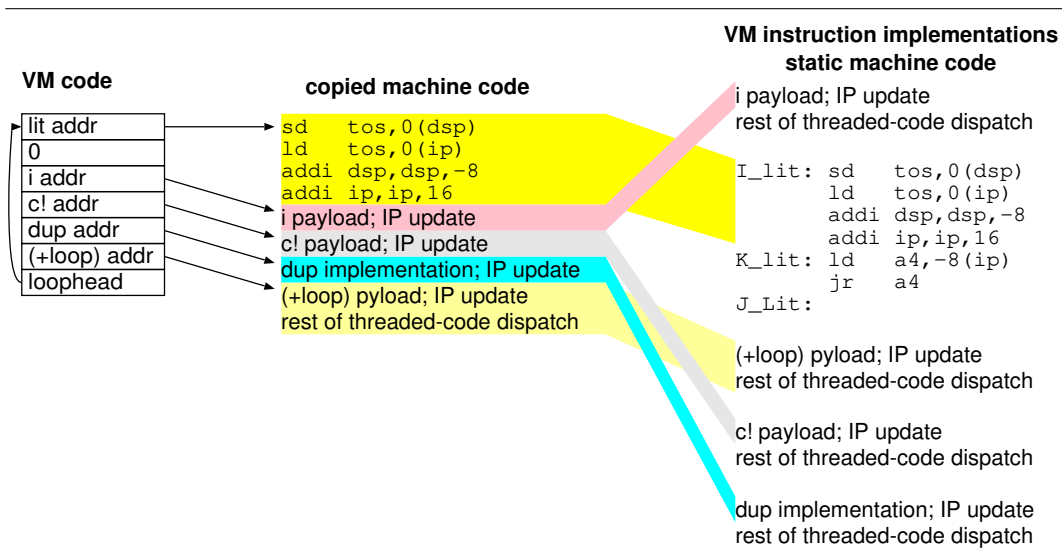 VM code
lit addr
0
i addr
c! addr
dup addr
(+loop) addr
loophead
copied machine code
sd tos,0(dsp)
ld tos,0(ip)
addi dsp,dsp,−8
addi ip,ip,16
i payload; IP update
c! payload; IP update
dup implementation; IP update
(+loop) pyload; IP update
rest of threaded-code dispatch
VM instruction implementations
static machine code
i payload; IP update
rest of threaded-code dispatch
I_lit: sd tos,0(dsp)
ld tos,0(ip)
addi dsp,dsp,−8
addi ip,ip,16
K_lit: ld a4,−8(ip)
jr a4
J_Lit:
(+loop) pyload; IP update
rest of threaded-code dispatch
c! payload; IP update
rest of threaded-code dispatch
dup implementation; IP update
rest of threaded-code dispatch